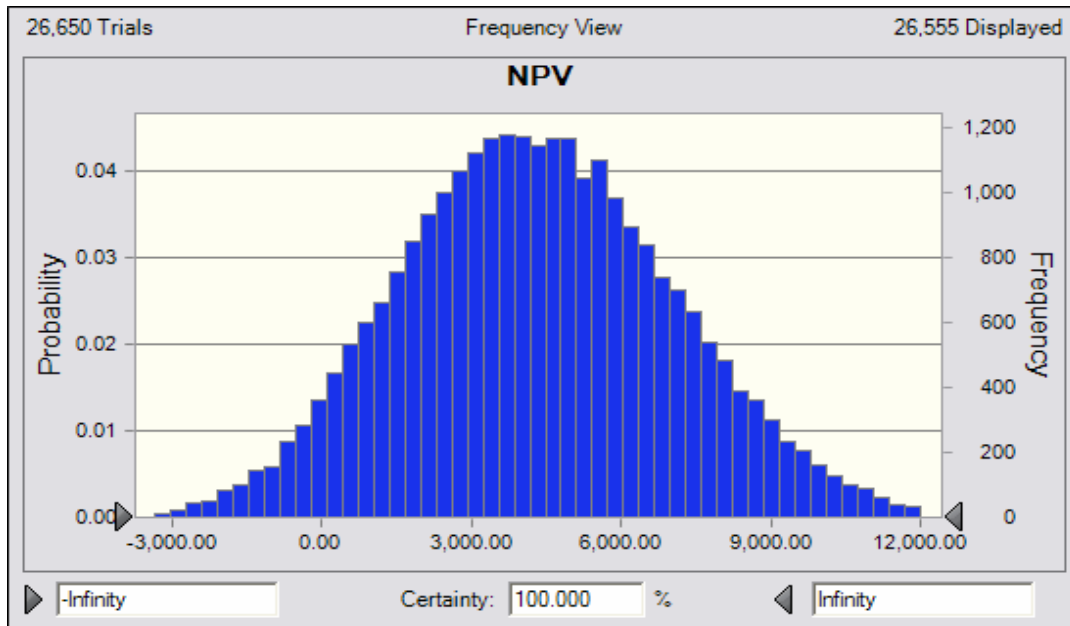 26,650 Trials Frequency View 26,555 Displayed
NPV
Probability
0.04
0.03
0.02
0.01
0.00
1,200
1,000
800
600
400
200
0
Frequency
-3,000.00 0.00 3,000.00 6,000.00 9,000.00 12,000.00
-Infinity Certainty: 100.000 % Infinity